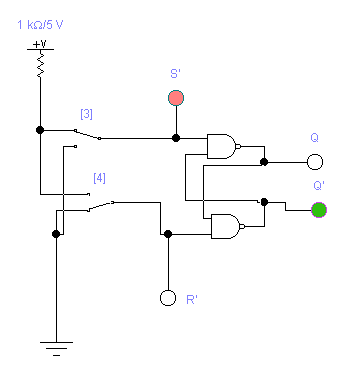 1 kΩ/5 V
+V
S'
[3]
Q
[4]
Q'
R'